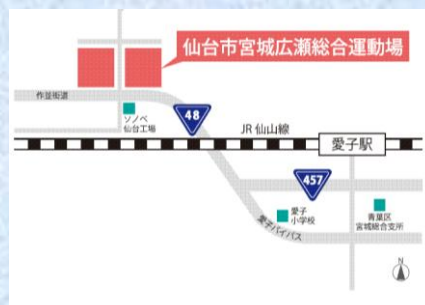 仙台市宮城広瀬総合運動場
作並街道
ソノベ
仙台工場
48
JR 仙山線
愛子駅
457
愛子
小学校
青葉区
宮城総合支所
愛子バイパス
N